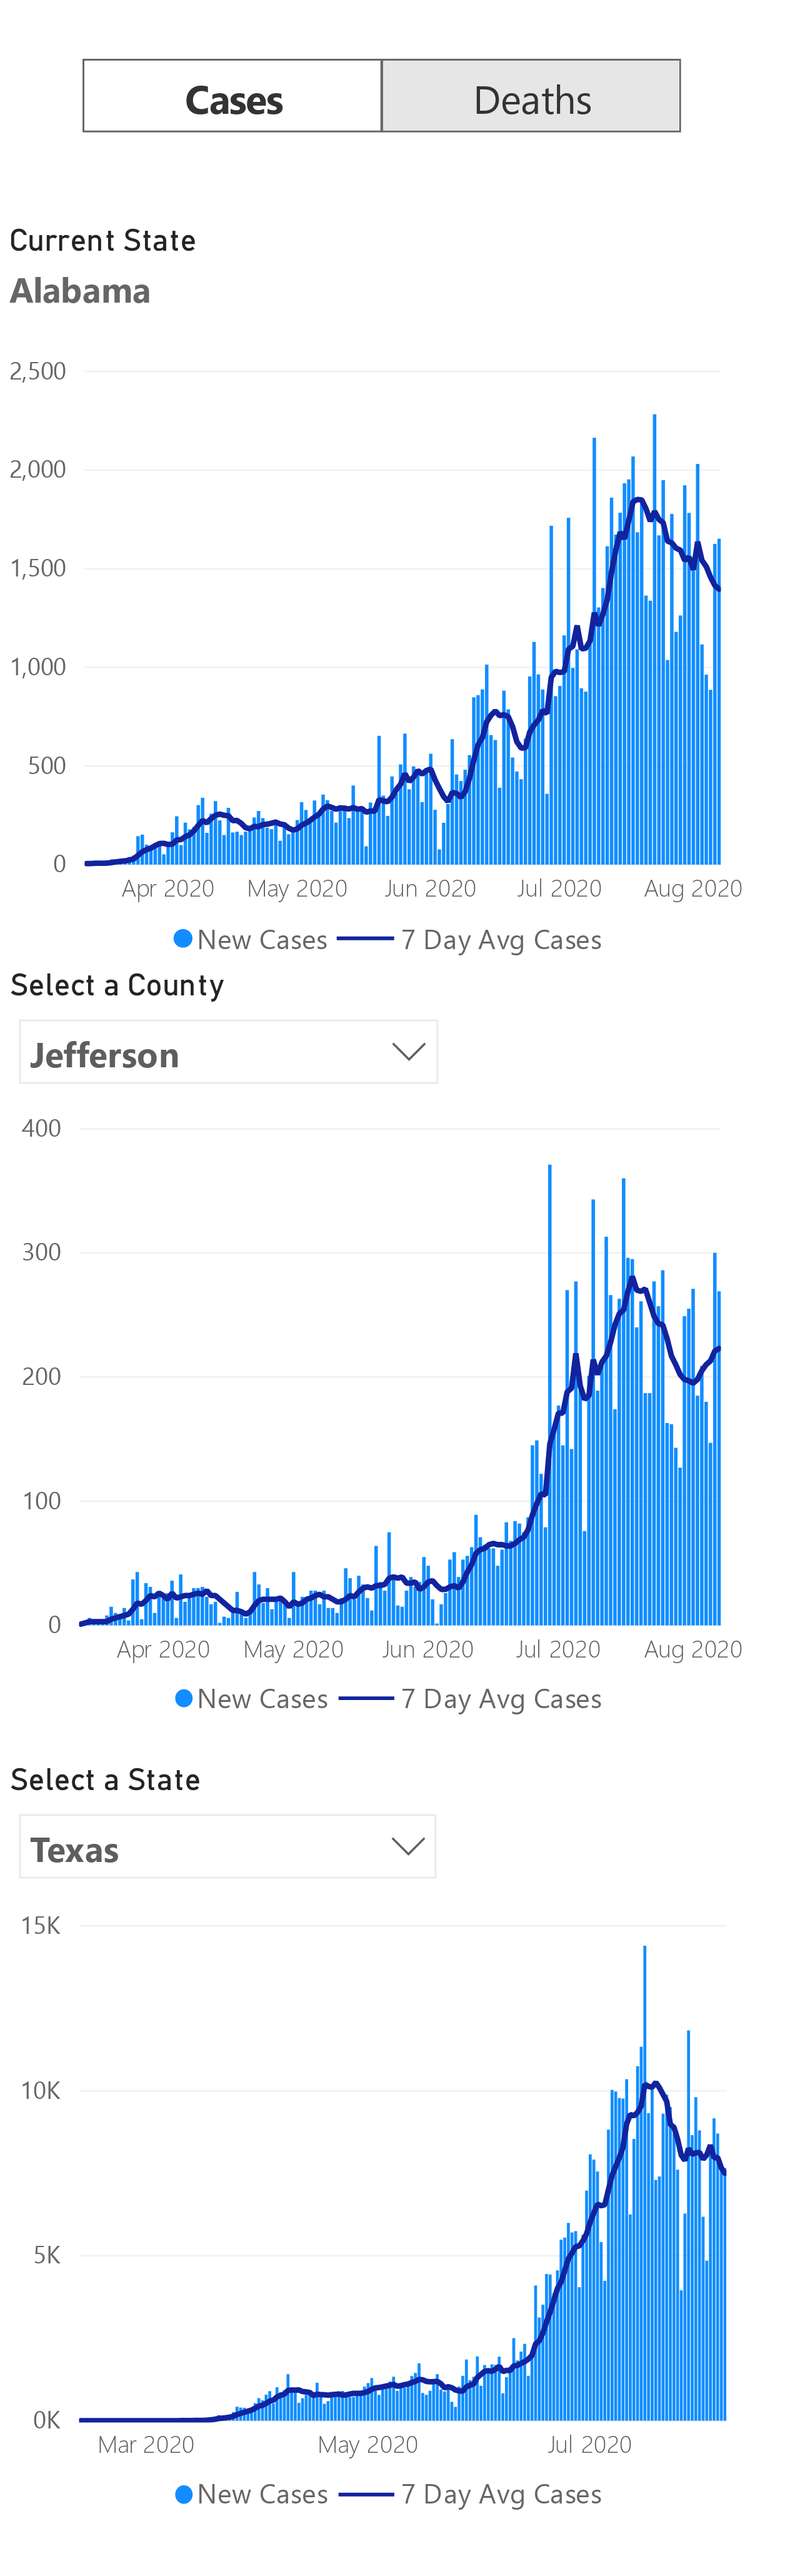 Cases Deaths
Current State
Alabama
2,500
2,000
1,500
1,000
500
0
Apr 2020 May 2020 Jun 2020 Jul 2020 Aug 2020
New Cases 7 Day Avg Cases
Select a County
Jefferson
400
300
200
100
0
Apr 2020 May 2020 Jun 2020 Jul 2020 Aug 2020
New Cases 7 Day Avg Cases
Select a State
Texas
15K
10K
5K
0K
Mar 2020 May 2020 Jul 2020
New Cases 7 Day Avg Cases